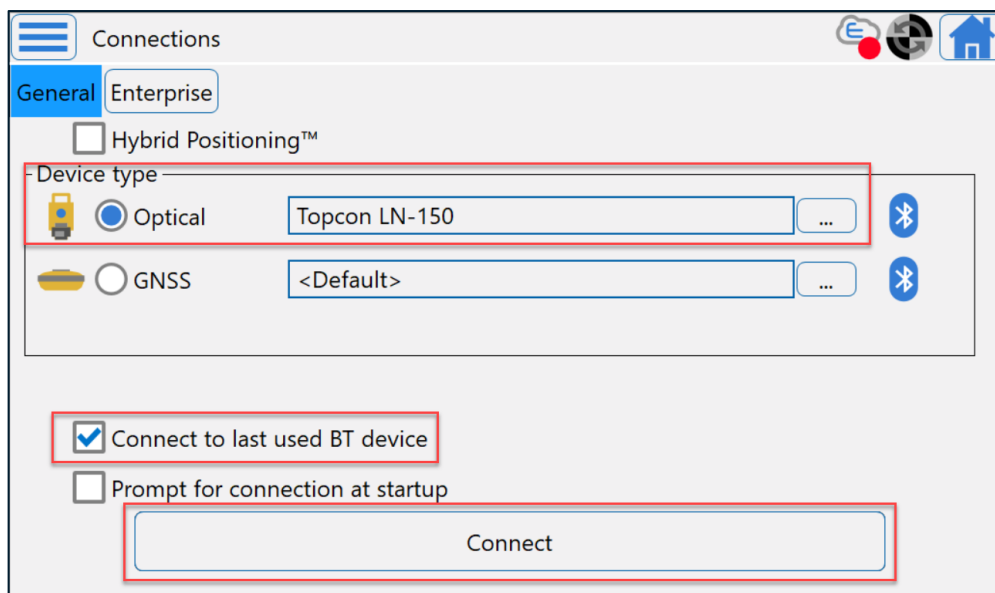 Connections
General Enterprise
Hybrid Positioning™
Device type
Optical Topcon LN-150 ...
GNSS <Default> ...
Connect to last used BT device
Prompt for connection at startup
Connect